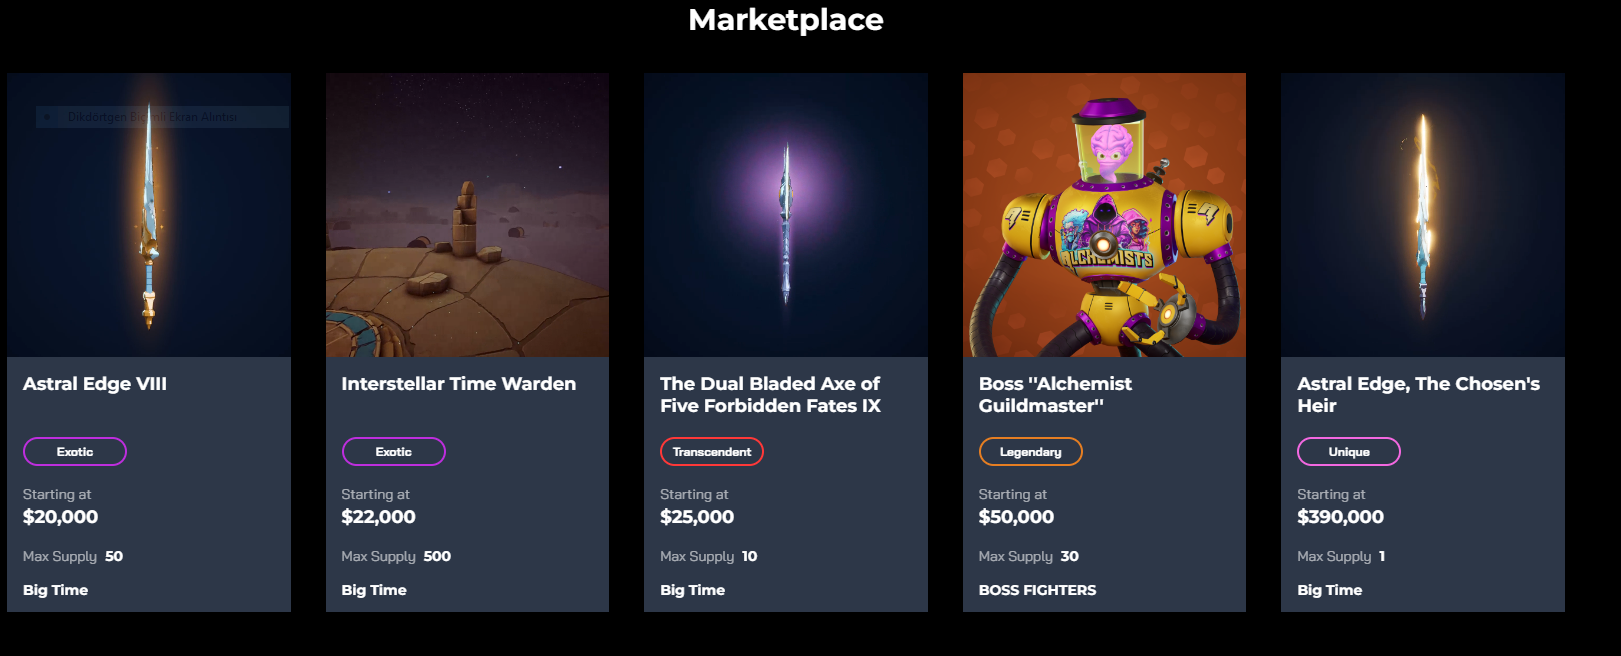 Marketplace
Dikdörtgen Biçimli Ekran Alıntısı
ALCHEMISTS
Astral Edge VIII
Exotic
Starting at
$20,000
Max Supply 50
Big Time
Interstellar Time Warden
Exotic
Starting at
$22,000
Max Supply 500
Big Time
The Dual Bladed Axe of
Five Forbidden Fates IX
Transcendent
Starting at
$25,000
Max Supply 10
Big Time
Boss "Alchemist
Guildmaster"
Legendary
Starting at
$50,000
Max Supply 30
BOSS FIGHTERS
Astral Edge, The Chosen's
Heir
Unique
Starting at
$390,000
Max Supply 1
Big Time